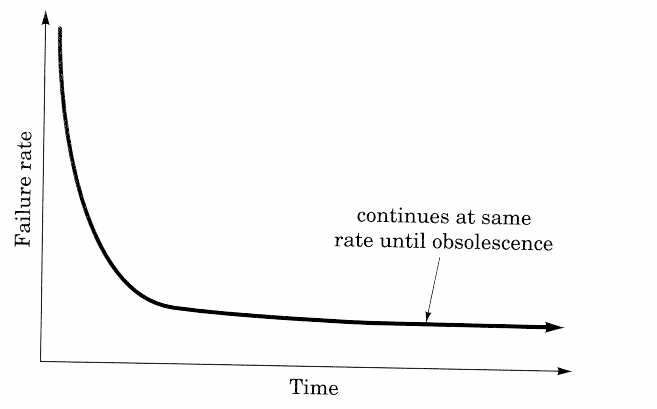 Failure rate
continues at same
rate until obsolescence
Time